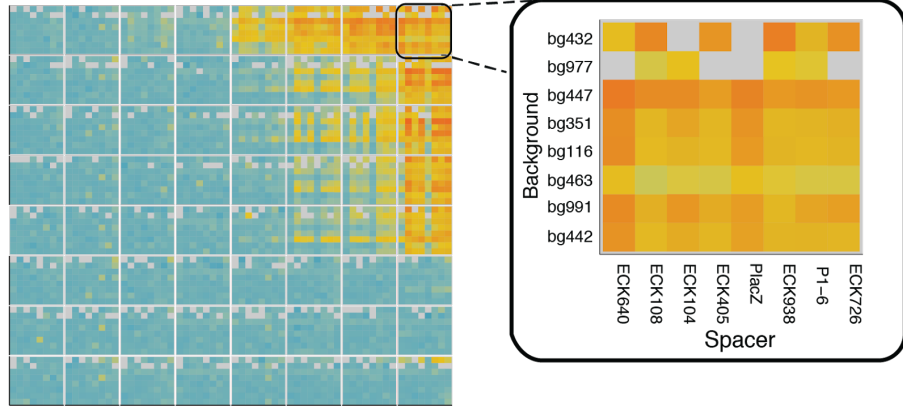 bg432
bg977
bg447
bg351
bg116
bg463
bg991
bg442
Background
ECK640
ECK108
ECK104
ECK405
PlacZ
ECK938
P1-6
ECK726
Spacer